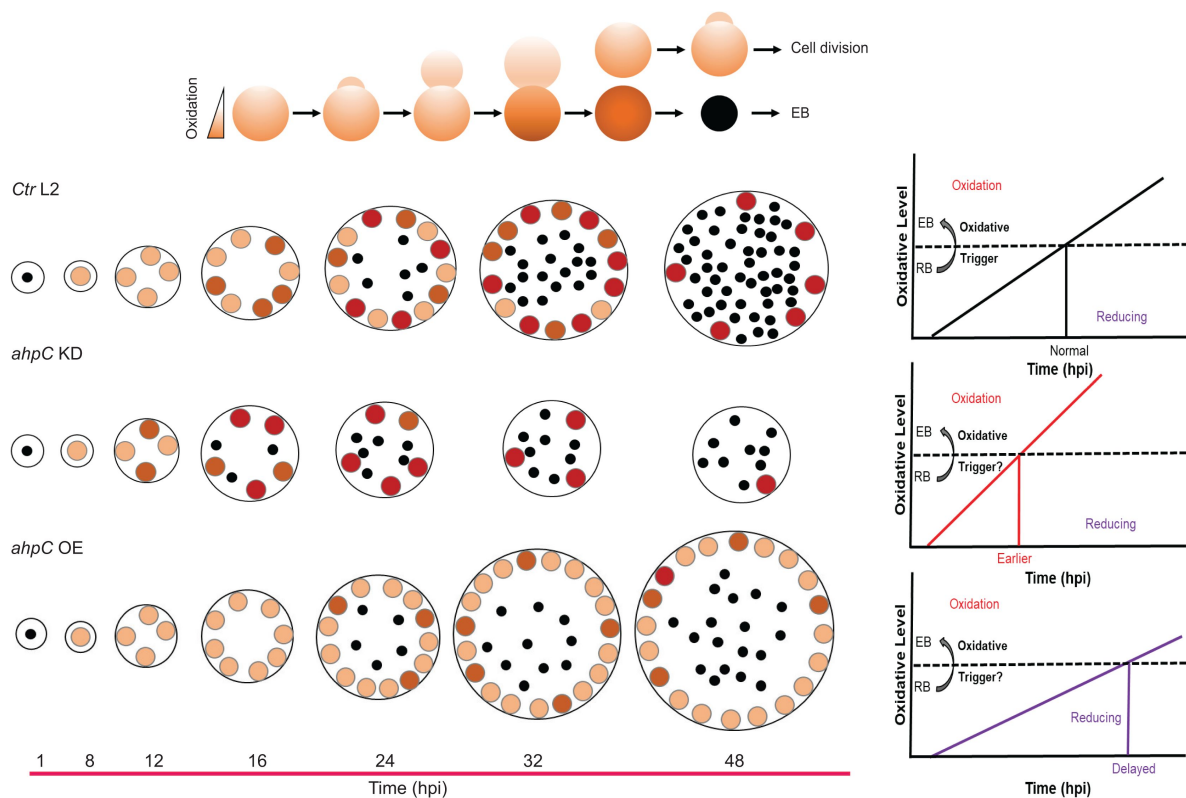 Oxidation
Cell division
EB
Ctr L2
ahpC KD
ahpC OE
1 8 12 16 24 32 48
Time (hpi)
Oxidative Level
Oxidation
EB
Oxidative
Trigger
RB
Reducing
Normal
Time (hpi)
Oxidative Level
Oxidation
EB
Oxidative
Trigger?
RB
Reducing
Earlier
Time (hpi)
Oxidative Level
Oxidation
EB
Oxidative
Trigger?
RB
Reducing
Delayed
Time (hpi)